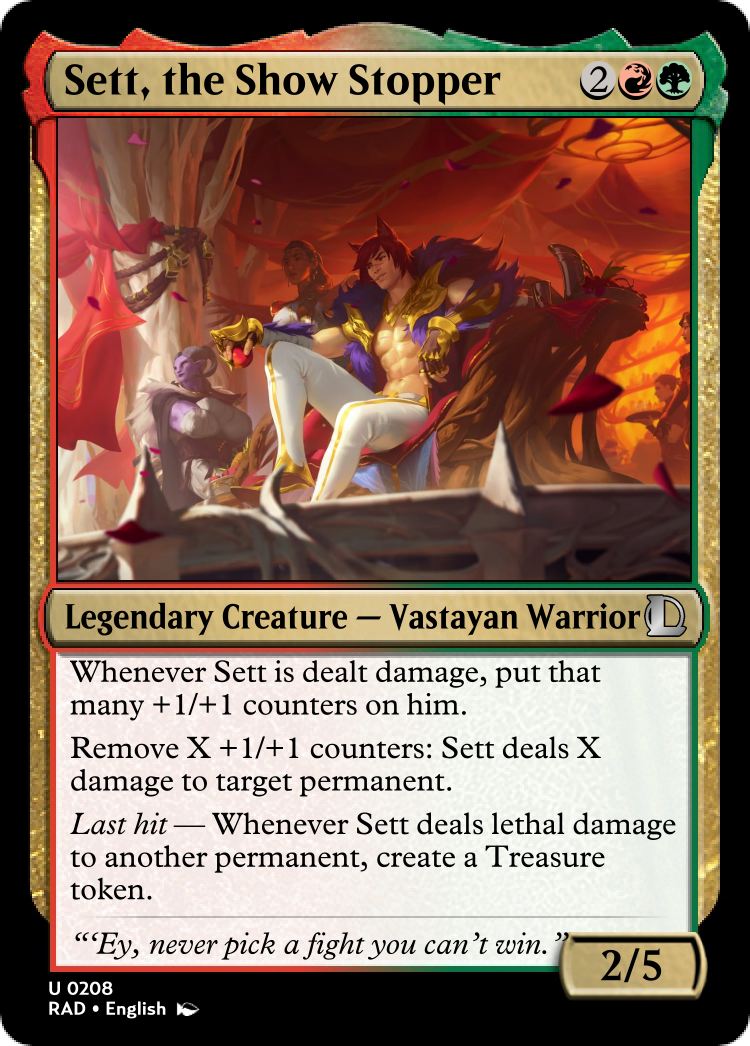 Sett, the Show Stopper 2
Legendary Creature — Vastayan Warrior
Whenever Sett is dealt damage, put that
many +1/+1 counters on him.
Remove X +1/+1 counters: Sett deals X
damage to target permanent.
Last hit — Whenever Sett deals lethal damage
to another permanent, create a Treasure
token.
“‘Ey, never pick a fight you can’t win.”
2/5
U 0208
RAD • English